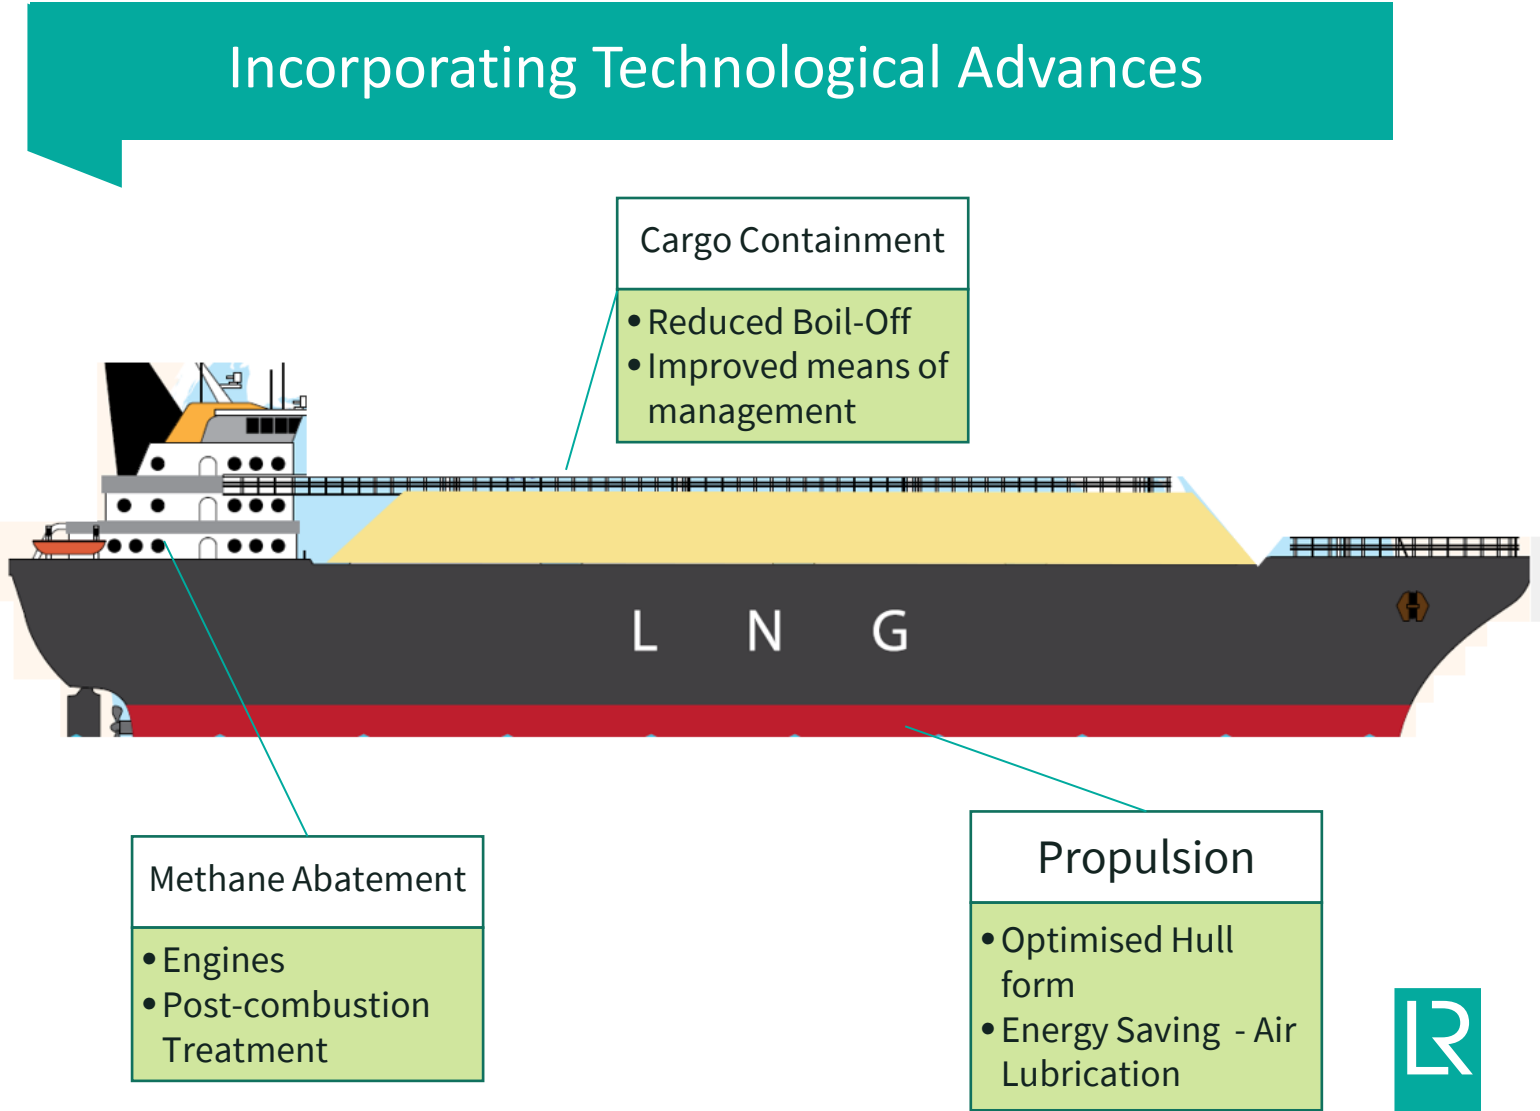 Incorporating Technological Advances
Cargo Containment
• Reduced Boil-Off
• Improved means of
management
L N G
Methane Abatement
• Engines
• Post-combustion
Treatment
Propulsion
• Optimised Hull
form
• Energy Saving - Air
Lubrication
LR